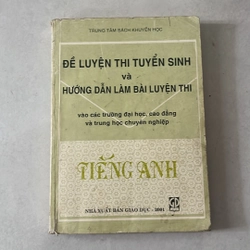 TRUNG TÂM SÁCH KHUYẾN HỌC
ĐỀ LUYỆN THI TUYỂN SINH
và
HƯỚNG DẪN LÀM BÀI LUYỆN THI
vào các trường đại học, cao đẳng
và trung học chuyên nghiệp
TIẾNG ANH
NHÀ XUẤT BẢN GIÁO DỤC - 2001